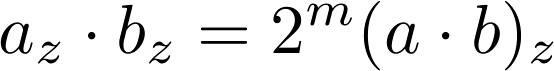 a_z · b_z = 2^m(a · b)_z